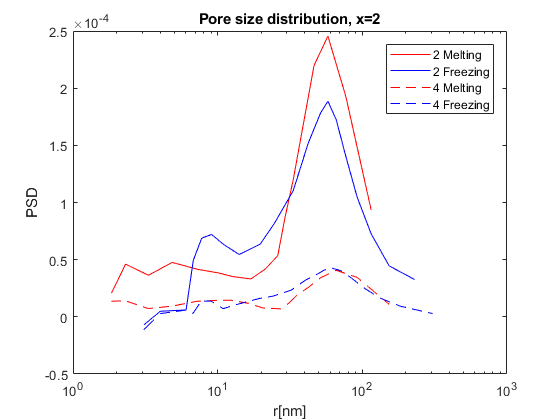 Pore size distribution, x=2
×10^-4
2.5
2
1.5
1
0.5
0
-0.5
PSD
10^0
10^1
10^2
10^3
r[nm]
2 Melting
2 Freezing
4 Melting
4 Freezing